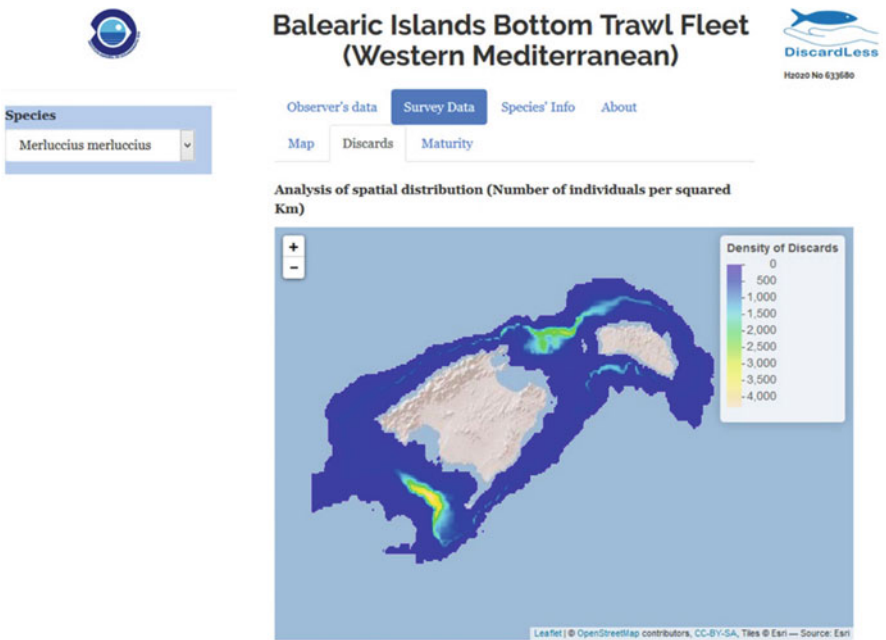 Balearic Islands Bottom Trawl Fleet
(Western Mediterranean)
DiscardLess
H2020 No 633680
Species
Merluccius merluccius
Observer's data Survey Data Species' Info About
Map Discards Maturity
Analysis of spatial distribution (Number of individuals per squared
Km)
+
−
Density of Discards
0
500
1,000
1,500
2,000
2,500
3,000
3,500
4,000
Leaflet | © OpenStreetMap contributors, CC-BY-SA, Tiles © Esri — Source: Esri